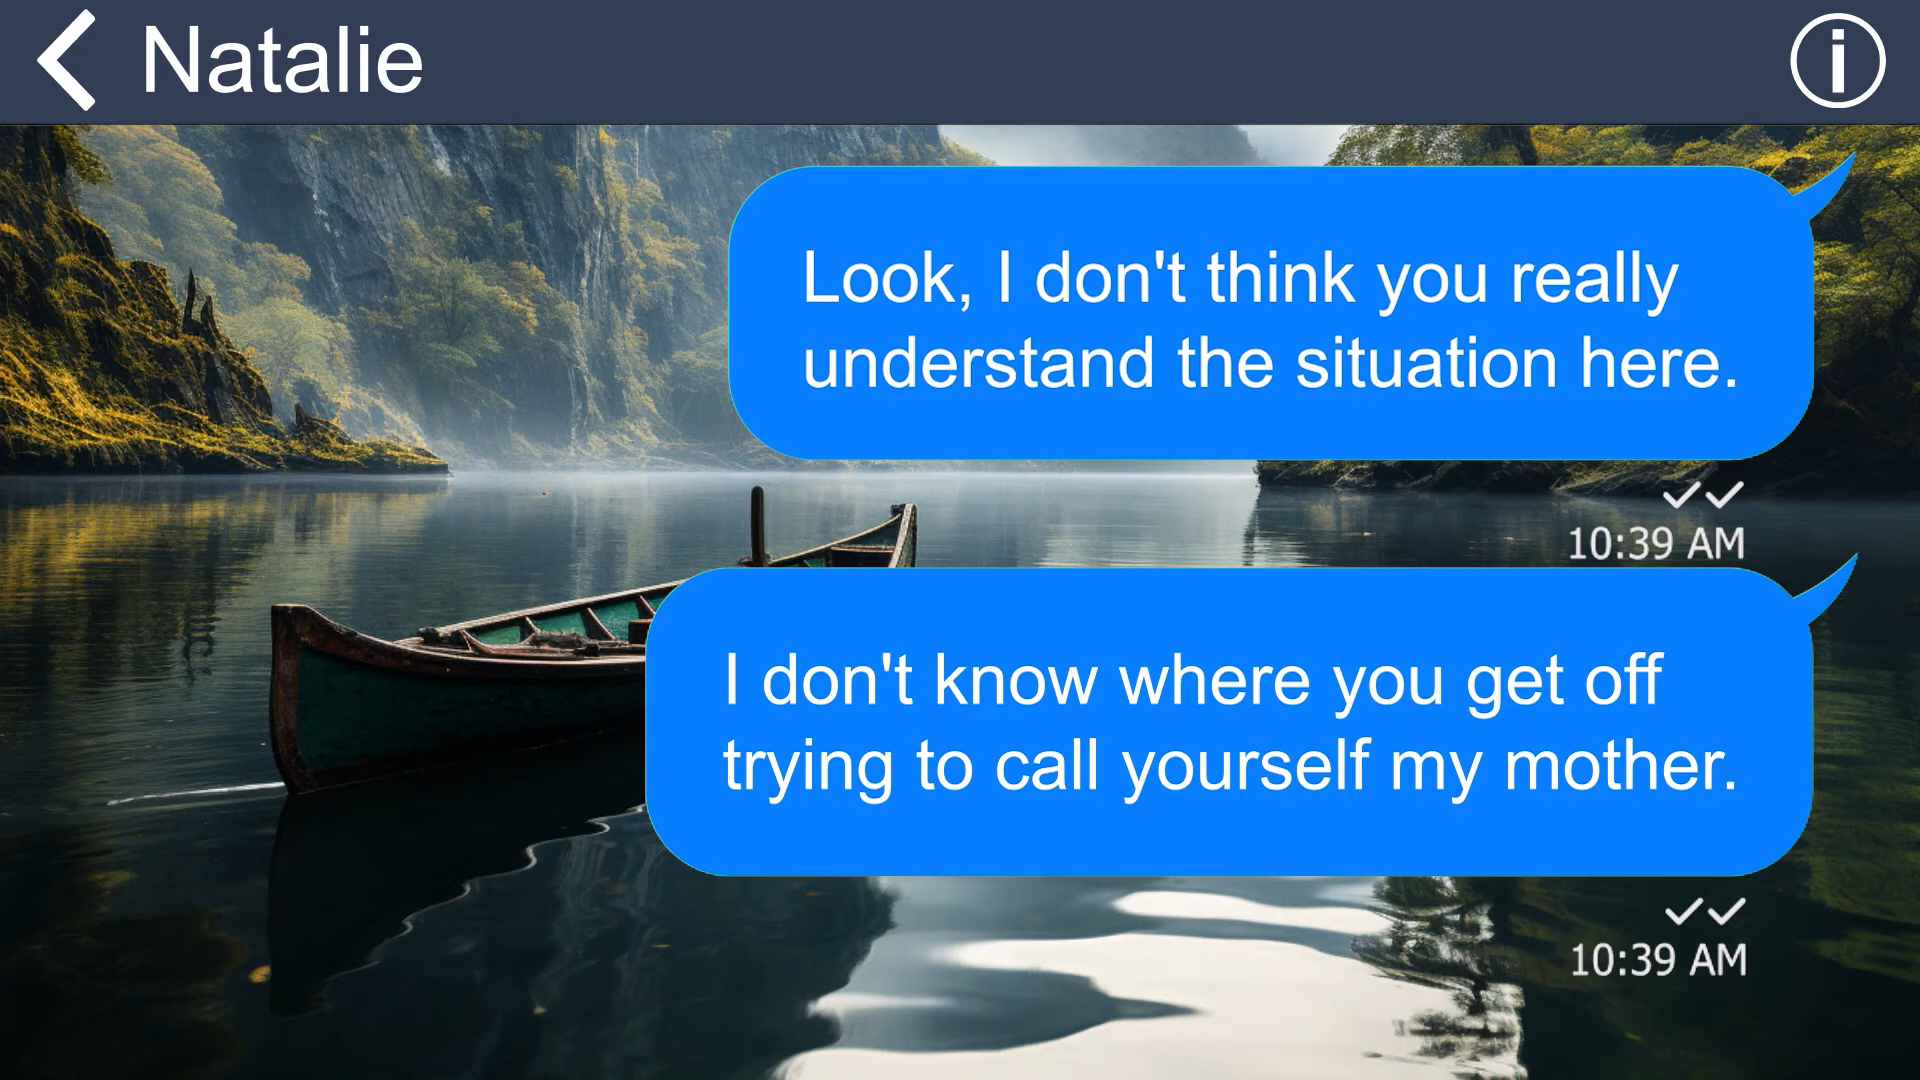 Natalie
Look, I don't think you really
understand the situation here.
10:39 AM
I don't know where you get off
trying to call yourself my mother.
10:39 AM